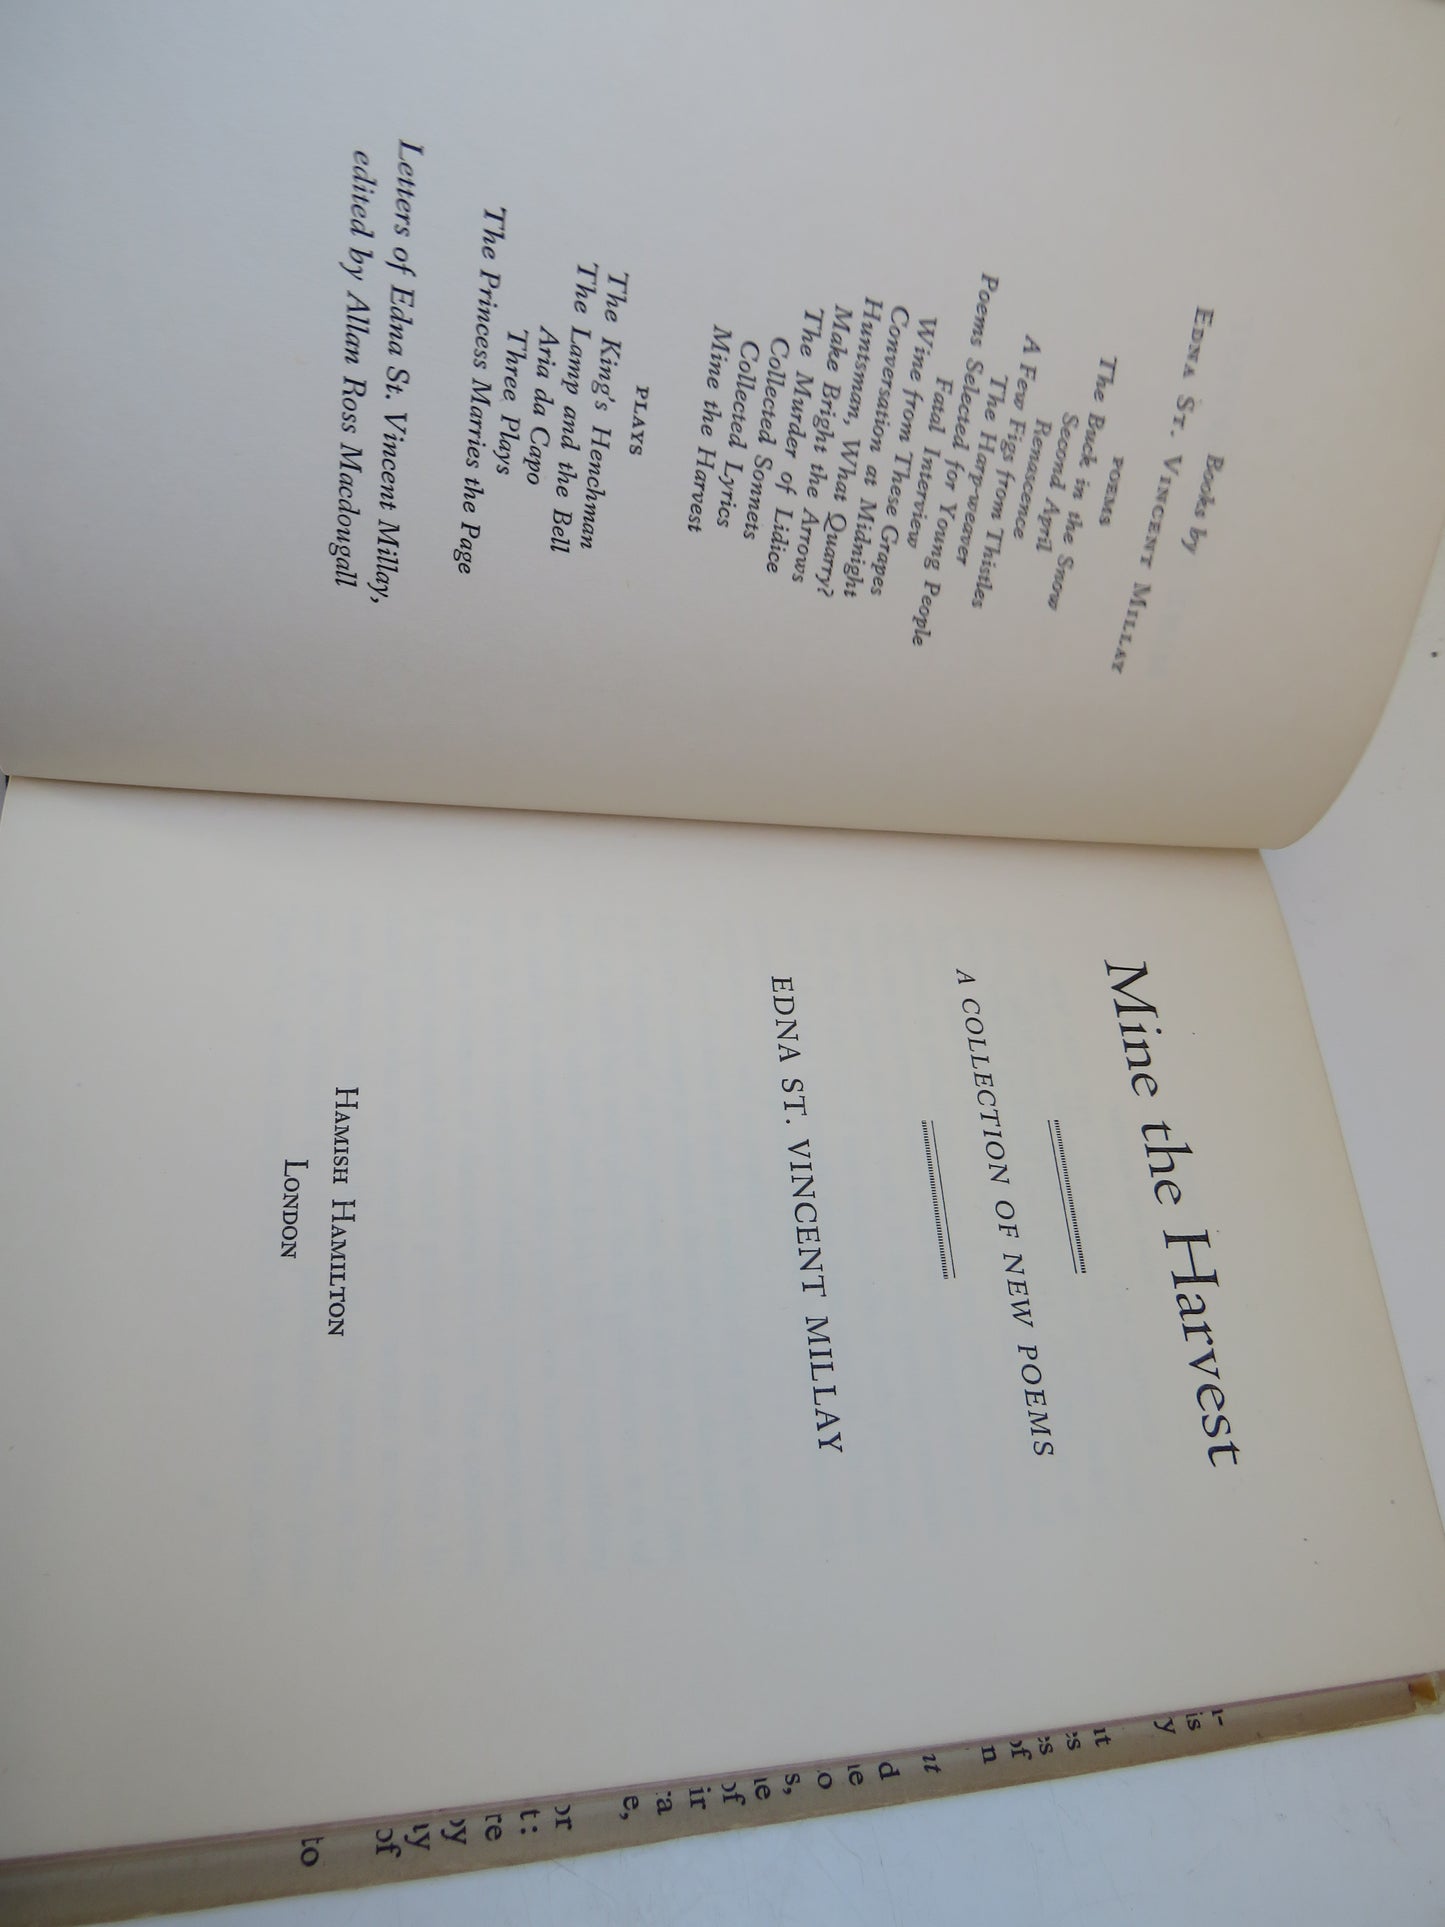 Books by
EDNA ST. VINCENT MILLAY
POEMS
The Buck in the Snow
Second April
Renascence
A Few Figs from Thistles
The Harp-weaver
Poems Selected for Young People
Fatal Interview
Wine from These Grapes
Conversation at Midnight
Huntsman, What Quarry?
Make Bright the Arrows
The Murder of Lidice
Collected Sonnets
Collected Lyrics
Mine the Harvest
PLAYS
The King's Henchman
The Lamp and the Bell
Aria da Capo
Three Plays
The Princess Marries the Page
Letters of Edna St. Vincent Millay,
edited by Allan Ross Macdougall
Mine the Harvest
A COLLECTION OF NEW POEMS
EDNA ST. VINCENT MILLAY
HAMISH HAMILTON
LONDON